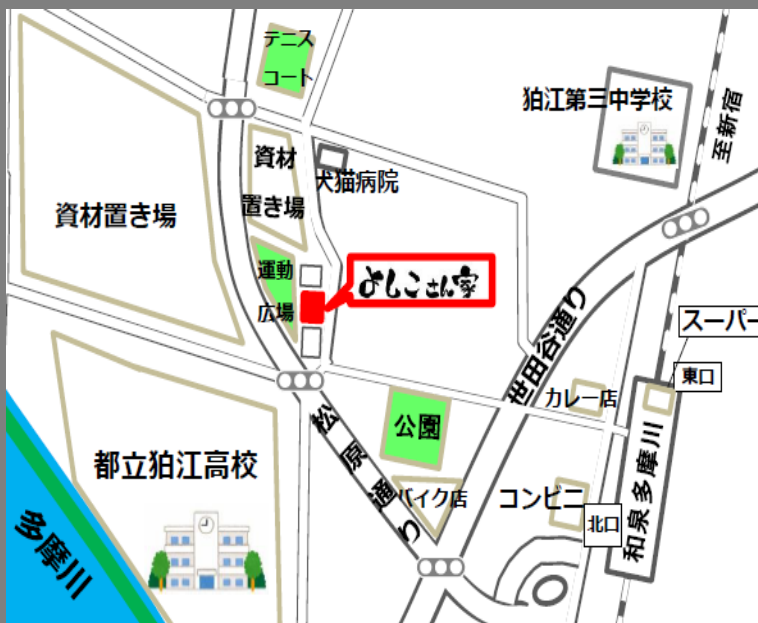 テニス
コート
狛江第三中学校
至新宿
資材
置き場
犬猫病院
資材置き場
運動
広場
よしこさん家
スーパー
世田谷通り
東口
カレー店
公園
松原通り
都立狛江高校
バイク店
コンビニ
北口
和泉多摩川
多摩川